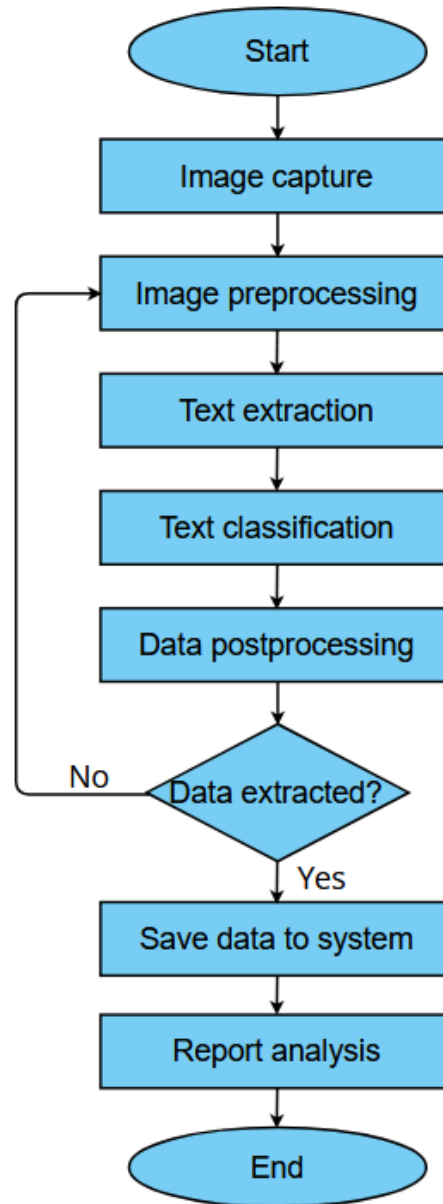 Start
Image capture
Image preprocessing
Text extraction
Text classification
Data postprocessing
Data extracted?
No
Yes
Save data to system
Report analysis
End